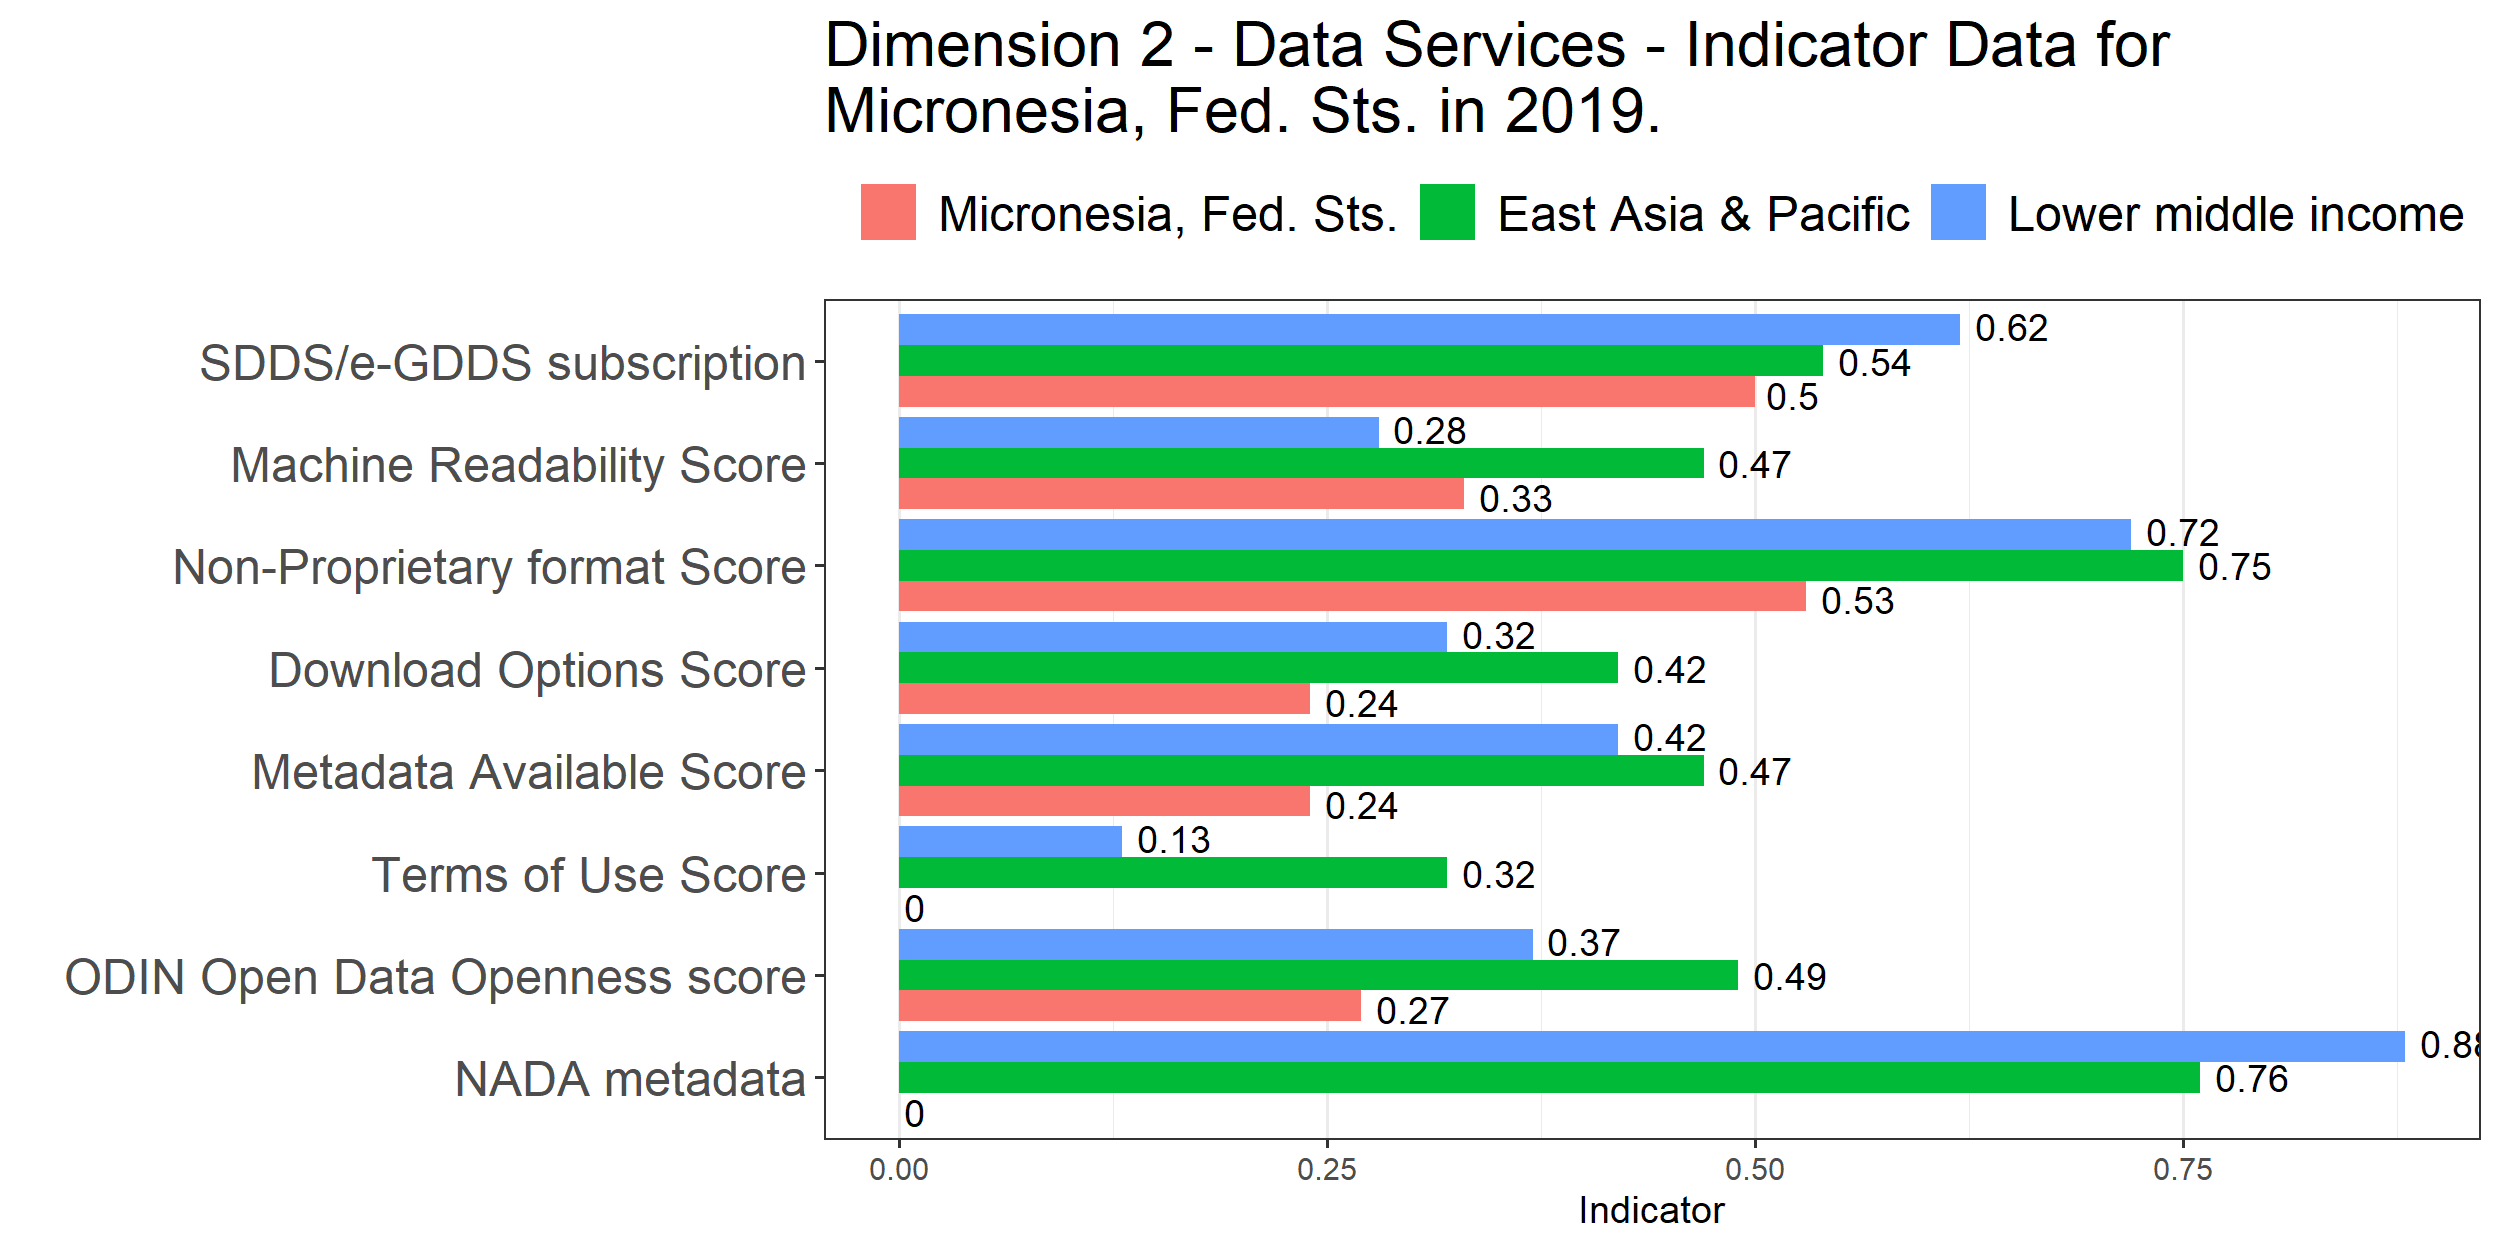 Dimension 2 - Data Services - Indicator Data for
Micronesia, Fed. Sts. in 2019.
Micronesia, Fed. Sts. East Asia & Pacific Lower middle income
SDDS/e-GDDS subscription
0.62
0.54
0.5
Machine Readability Score
0.28
0.47
0.33
Non-Proprietary format Score
0.72
0.75
0.53
Download Options Score
0.32
0.42
0.24
Metadata Available Score
0.42
0.47
0.24
Terms of Use Score
0.13
0.32
0
ODIN Open Data Openness score
0.37
0.49
0.27
NADA metadata
0.88
0.76
0
0.00 0.25 0.50 0.75
Indicator